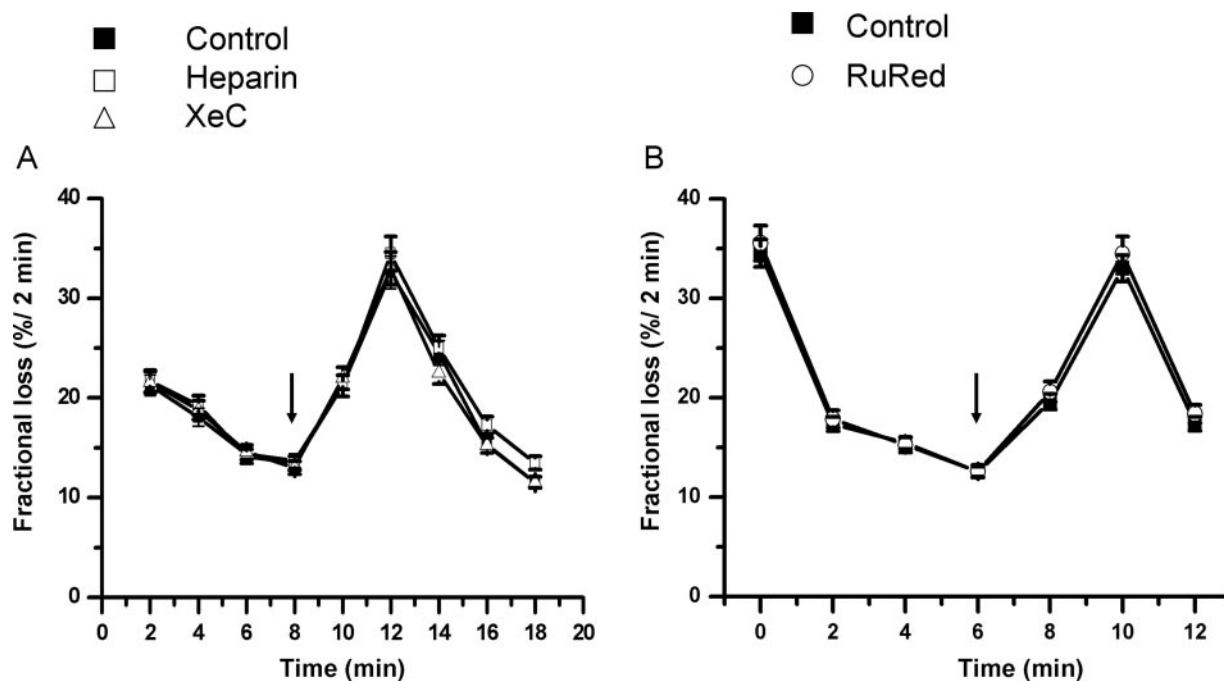 Control
Heparin
XeC
A
40
30
20
10
0
Fractional loss (%/ 2 min)
0 2 4 6 8 10 12 14 16 18 20
Time (min)
Control
RuRed
B
40
30
20
10
0
Fractional loss (%/ 2 min)
0 2 4 6 8 10 12
Time (min)